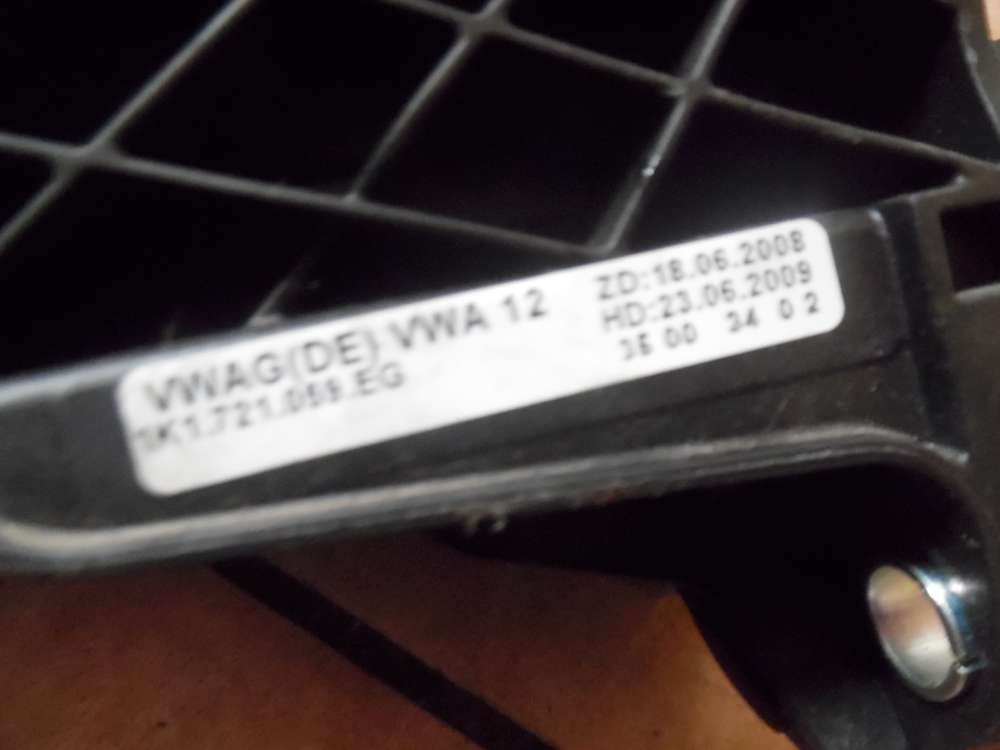 VWAG(DE) VWA 12
1K1.721.059.EG
ZD:18.06.2008
HD:23.06.2009
35 00 34 0 2